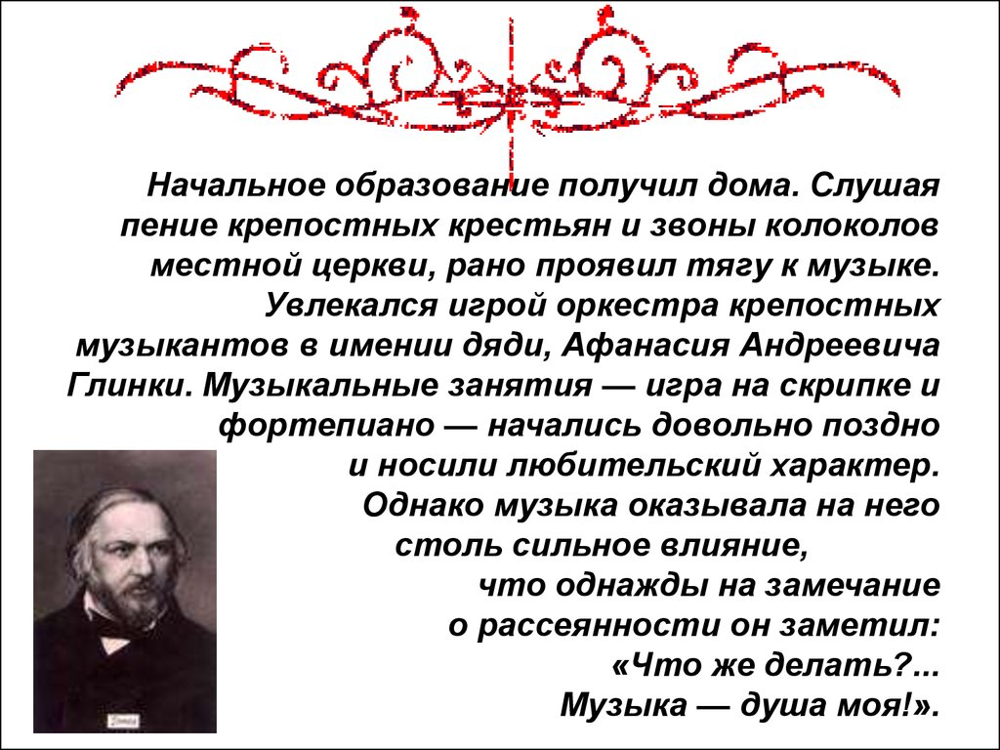 Начальное образование получил дома. Слушая
пение крепостных крестьян и звоны колоколов
местной церкви, рано проявил тягу к музыке.
Увлекался игрой оркестра крепостных
музыкантов в имении дяди, Афанасия Андреевича
Глинки. Музыкальные занятия — игра на скрипке и
фортепиано — начались довольно поздно
и носили любительский характер.
Однако музыка оказывала на него
столь сильное влияние,
что однажды на замечание
о рассеянности он заметил:
«Что же делать?...
Музыка — душа моя!».